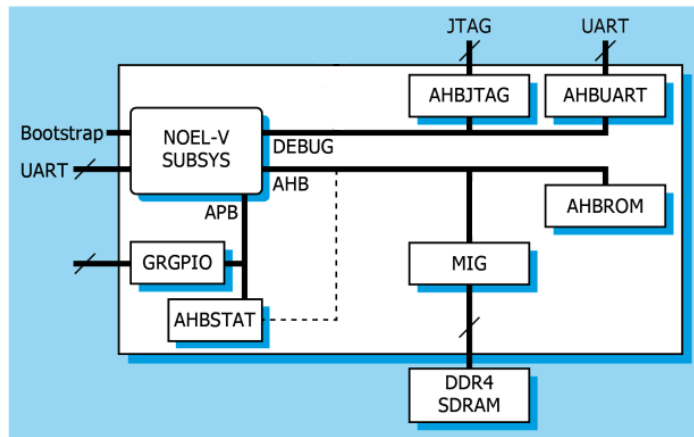 JTAG
UART
AHBJTAG
AHBUART
Bootstrap
NOEL-V
SUBSYS
DEBUG
UART
AHB
APB
AHBROM
GRGPIO
MIG
AHBSTAT
DDR4
SDRAM